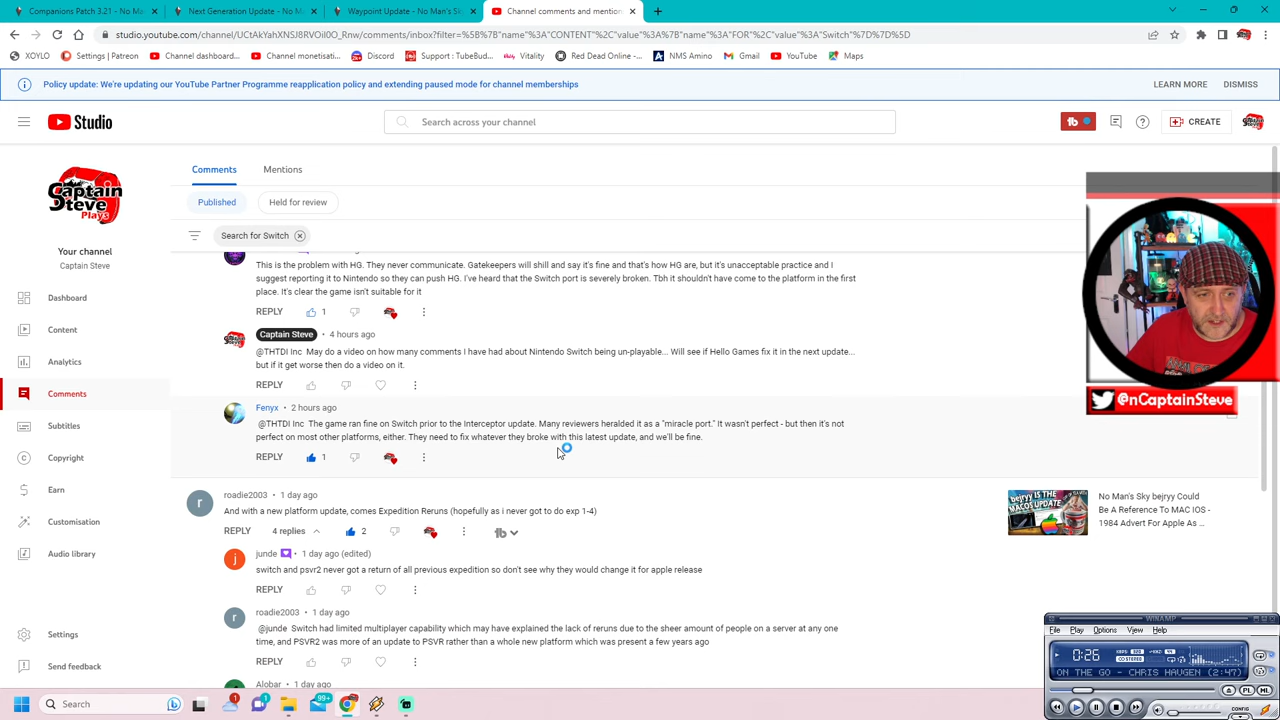 Companions Patch 3.21 - No Ma
Next Generation Update - No M
Waypoint Update - No Man's Sk
Channel comments and mention
studio.youtube.com/channel/UCtAkYahXNSJ8RVOil0O_Rnw/comments/inbox?filter=%5B%7B"name"%3A"CONTENT"%2C"value"%3A%7B"name"%3A"FOR"%2C"value"%3A"Switch"%7D%7D%5D
XOYLO
Settings | Patreon
Channel dashboard...
Channel monetisati...
Discord
Support : TubeBud...
Vitality
Red Dead Online -...
NMS Amino
Gmail
YouTube
Maps
Policy update: We're updating our YouTube Partner Programme reapplication policy and extending paused mode for channel memberships
LEARN MORE
DISMISS
Studio
Search across your channel
tb
CREATE
Captain
Steve
Plays
Your channel
Captain Steve
Dashboard
Content
Analytics
Comments
Subtitles
Copyright
Earn
Customisation
Audio library
Settings
Send feedback
Comments
Mentions
Published
Held for review
Search for Switch
This is the problem with HG. They never communicate. Gatekeepers will shill and say it's fine and that's how HG are, but it's unacceptable practice and I
suggest reporting it to Nintendo so they can push HG. I've heard that the Switch port is severely broken. Tbh it shouldn't have come to the platform in the first
place. It's clear the game isn't suitable for it
REPLY 1
Captain Steve • 4 hours ago
@THTDI Inc May do a video on how many comments I have had about Nintendo Switch being un-playable... Will see if Hello Games fix it in the next update...
but if it get worse then do a video on it.
REPLY
Fenyx 2 hours ago
@THTDI Inc The game ran fine on Switch prior to the Interceptor update. Many reviewers heralded it as a "miracle port." It wasn't perfect - but then it's not
perfect on most other platforms, either. They need to fix whatever they broke with this latest update, and we'll be fine.
REPLY 1
roadie2003 • 1 day ago
And with a new platform update, comes Expedition Reruns (hopefully as i never got to do exp 1-4)
REPLY 4 replies 2 tb
No Man's Sky bejryy Could
Be A Reference To MAC IOS -
1984 Advert For Apple As ...
bejryy IS THE
MACOS UPDATE
junde • 1 day ago (edited)
switch and psvr2 never got a return of all previous expedition so don't see why they would change it for apple release
REPLY
roadie2003 • 1 day ago
@junde Switch had limited multiplayer capability which may have explained the lack of reruns due to the sheer amount of people on a server at any one
time, and PSVR2 was more of an update to PSVR rather than a whole new platform which was present a few years ago
REPLY
Alobar • 1 day ago
@nCaptainSteve
WINAMP
File Play Options View Help
0:26
CO STEREO
ON THE GO - CHRIS HAUGEN (2:47)
PL ML
CONFIG
Search
1
99+